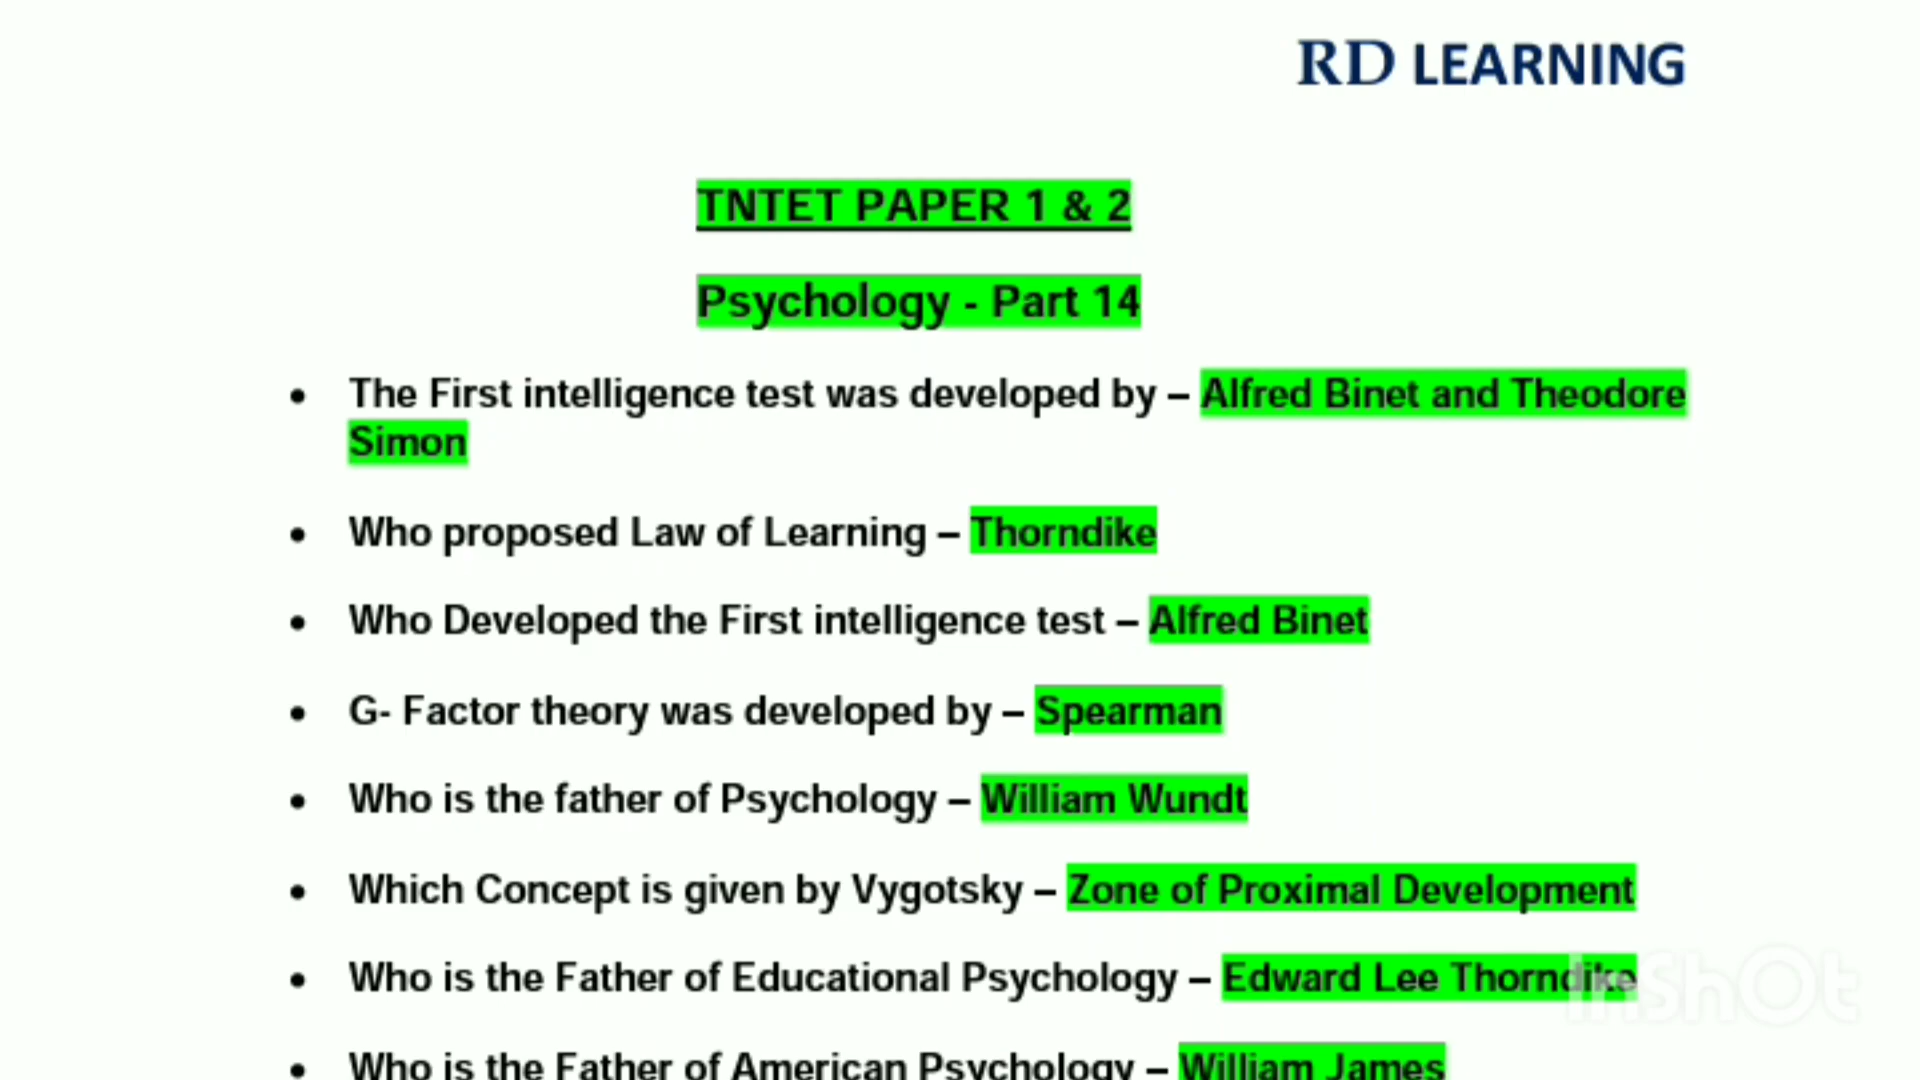 RD LEARNING
TNTET PAPER 1 & 2
Psychology - Part 14
• The First intelligence test was developed by – Alfred Binet and Theodore
Simon
• Who proposed Law of Learning – Thorndike
• Who Developed the First intelligence test – Alfred Binet
• G- Factor theory was developed by – Spearman
• Who is the father of Psychology – William Wundt
• Which Concept is given by Vygotsky – Zone of Proximal Development
• Who is the Father of Educational Psychology – Edward Lee Thorndike
InShOt
• Who is the Father of American Psychology – William James